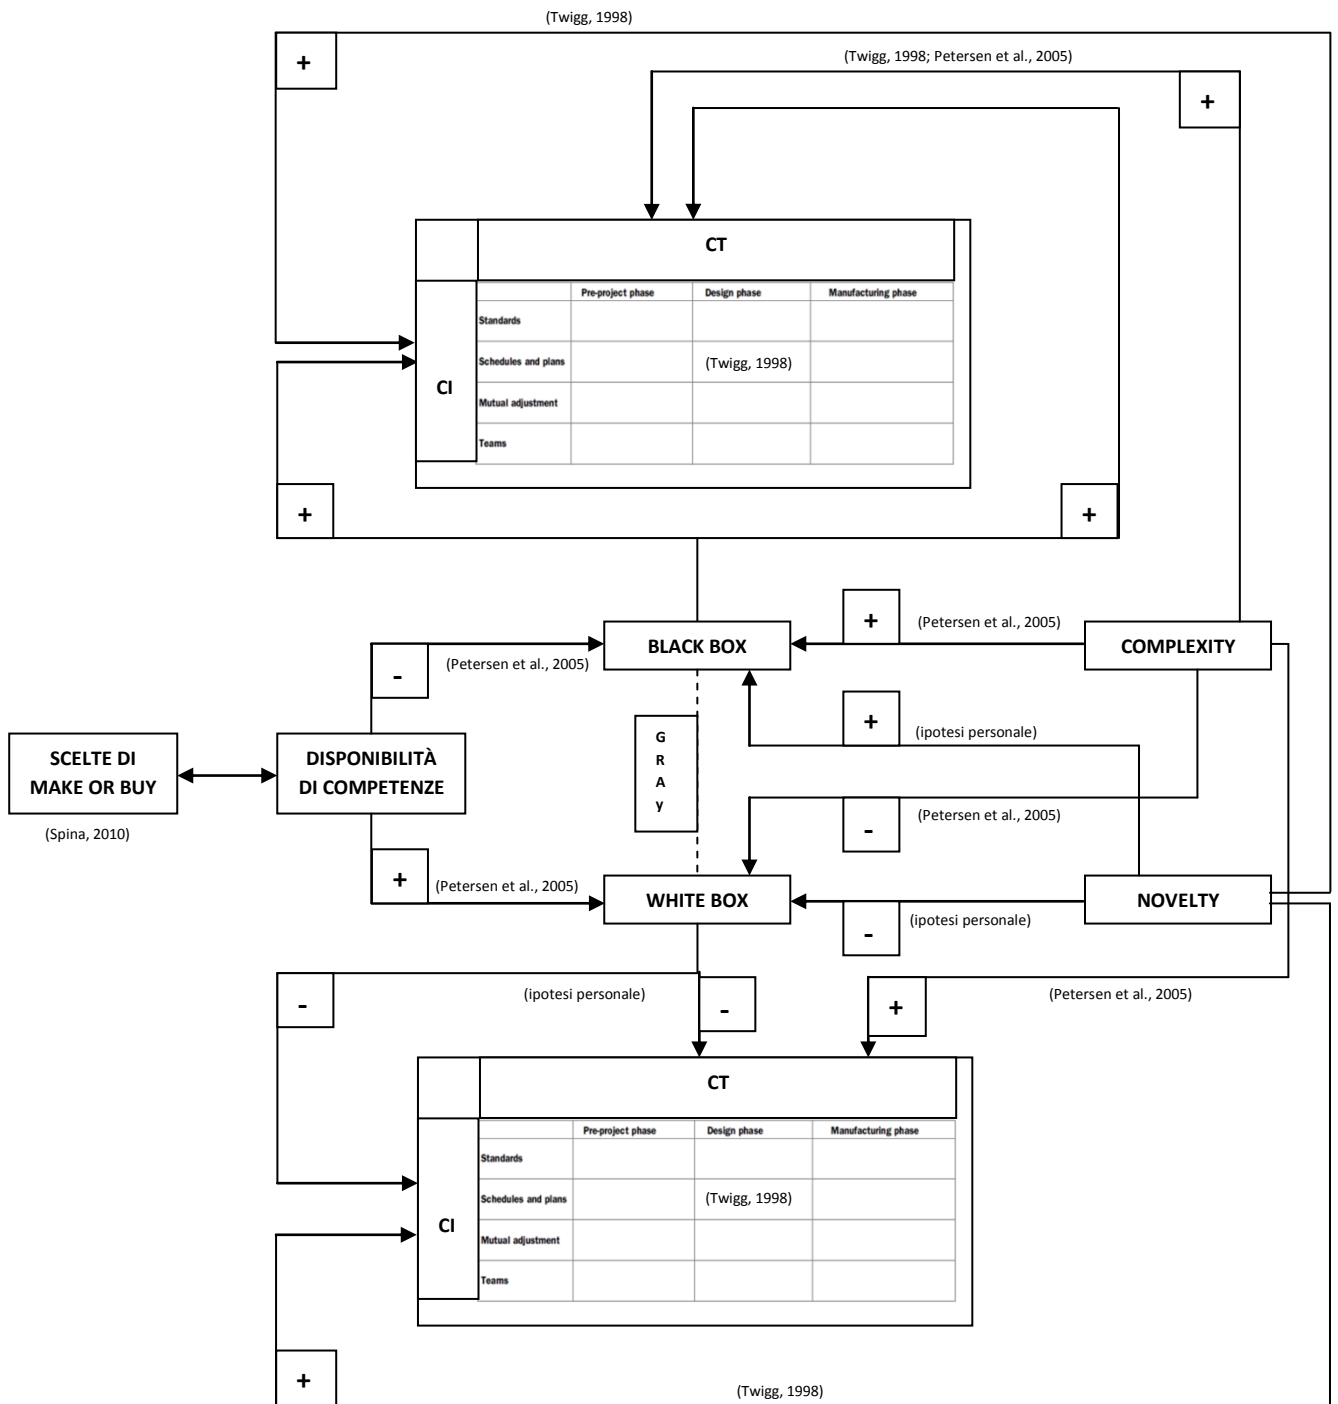 (Twigg, 1998)
+
(Twigg, 1998; Petersen et al., 2005)
+
CT
Pre-project phase Design phase Manufacturing phase
Standards
Schedules and plans (Twigg, 1998)
CI
Mutual adjustment
Teams
+
+
+
(Petersen et al., 2005)
BLACK BOX
COMPLEXITY
(Petersen et al., 2005)
-
+
(ipotesi personale)
G
R
A
y
SCELTE DI
MAKE OR BUY
(Spina, 2010)
DISPONIBILITÀ
DI COMPETENZE
(Petersen et al., 2005)
-
+
(Petersen et al., 2005)
WHITE BOX
NOVELTY
(ipotesi personale)
-
-
(ipotesi personale)
-
+
(Petersen et al., 2005)
CT
Pre-project phase Design phase Manufacturing phase
Standards
Schedules and plans (Twigg, 1998)
CI
Mutual adjustment
Teams
+
(Twigg, 1998)